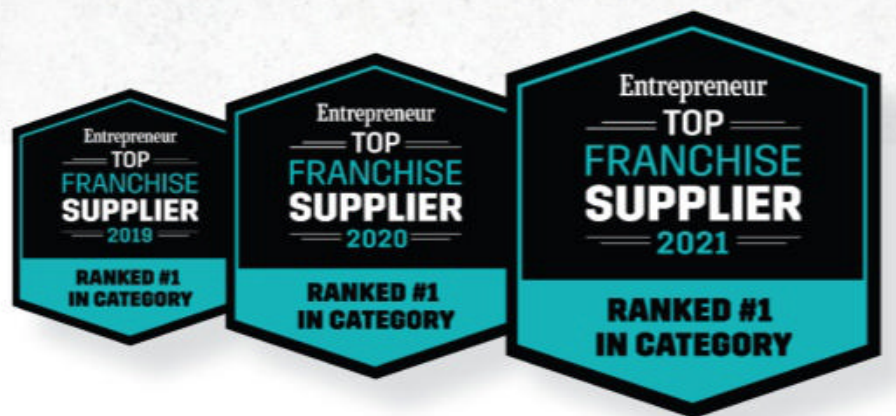 Entrepreneur
TOP
FRANCHISE
SUPPLIER
2019
RANKED #1
IN CATEGORY
Entrepreneur
TOP
FRANCHISE
SUPPLIER
2020
RANKED #1
IN CATEGORY
Entrepreneur
TOP
FRANCHISE
SUPPLIER
2021
RANKED #1
IN CATEGORY